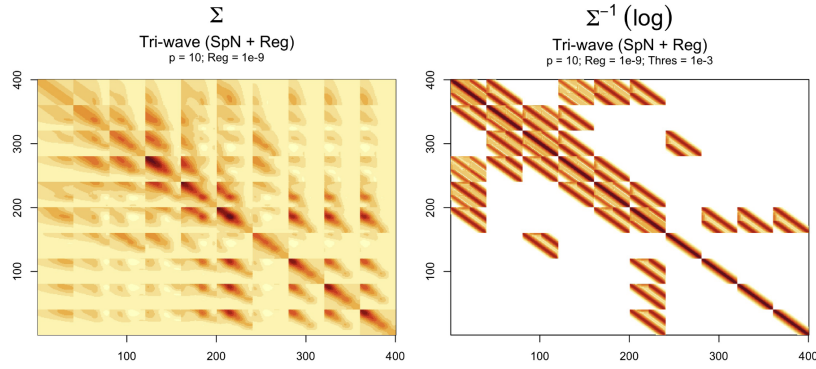 Σ
Tri-wave (SpN + Reg)
p = 10; Reg = 1e-9
400
300
200
100
100
200
300
400
Σ⁻¹ (log)
Tri-wave (SpN + Reg)
p = 10; Reg = 1e-9; Thres = 1e-3
400
300
200
100
100
200
300
400